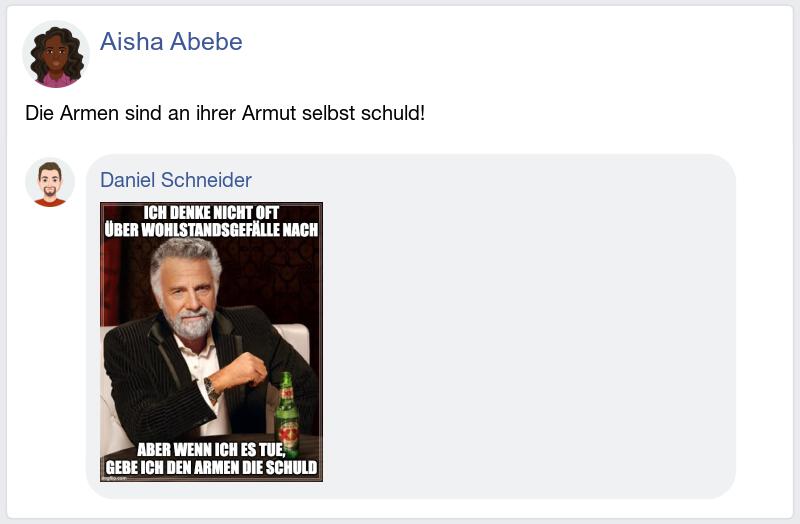 Aisha Abebe
Die Armen sind an ihrer Armut selbst schuld!
Daniel Schneider
ICH DENKE NICHT OFT
ÜBER WOHLSTANDSGEFÄLLE NACH
ABER WENN ICH ES TUE,
GEBE ICH DEN ARMEN DIE SCHULD
imgflip.com